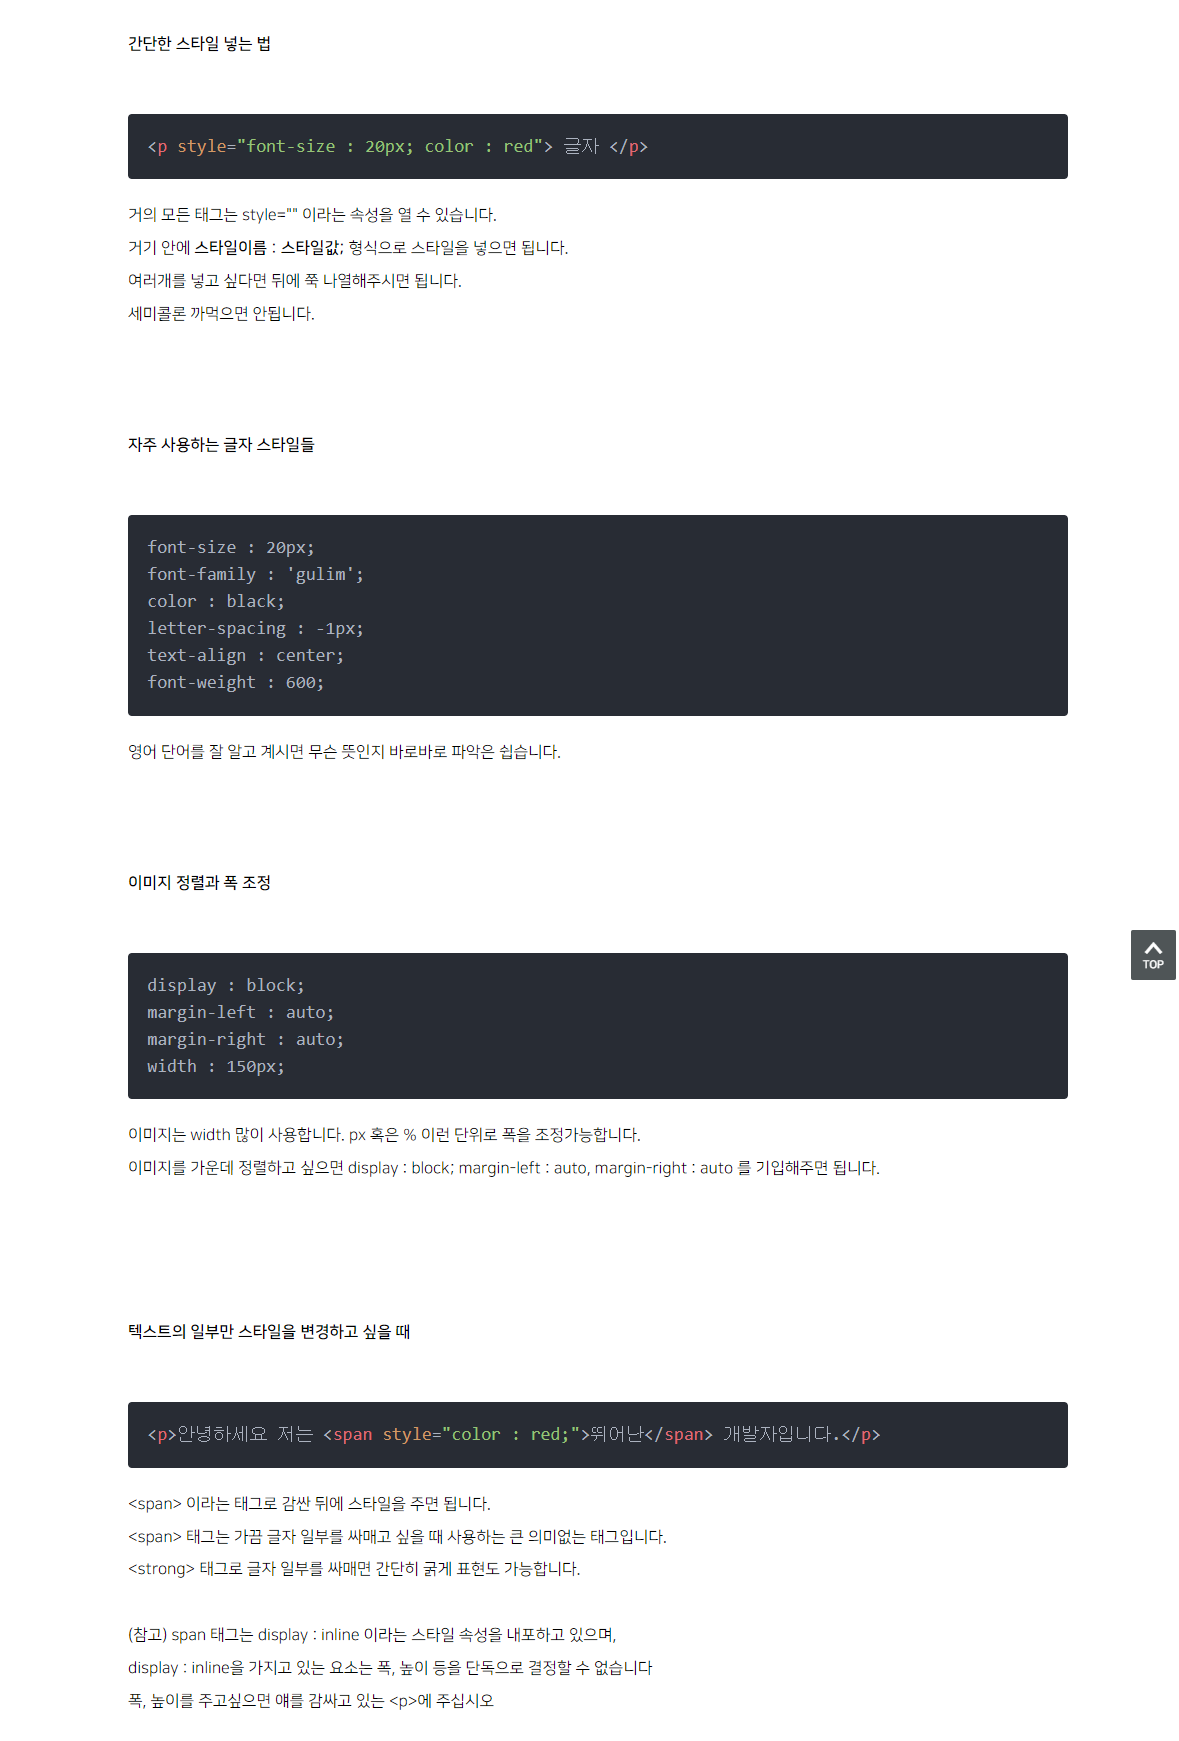 간단한 스타일 넣는 법
<p style="font-size : 20px; color : red"> 글자 </p>
거의 모든 태그는 style="" 이라는 속성을 열 수 있습니다.
거기 안에 스타일이름 : 스타일값; 형식으로 스타일을 넣으면 됩니다.
여러개를 넣고 싶다면 뒤에 쭉 나열해주시면 됩니다.
세미콜론 까먹으면 안됩니다.
자주 사용하는 글자 스타일들
font-size : 20px;
font-family : 'gulim';
color : black;
letter-spacing : -1px;
text-align : center;
font-weight : 600;
영어 단어를 잘 알고 계시면 무슨 뜻인지 바로바로 파악은 쉽습니다.
이미지 정렬과 폭 조정
TOP
display : block;
margin-left : auto;
margin-right : auto;
width : 150px;
이미지는 width 많이 사용합니다. px 혹은 % 이런 단위로 폭을 조정가능합니다.
이미지를 가운데 정렬하고 싶으면 display : block; margin-left : auto, margin-right : auto 를 기입해주면 됩니다.
텍스트의 일부만 스타일을 변경하고 싶을 때
<p>안녕하세요 저는 <span style="color : red;">뛰어난</span> 개발자입니다.</p>
<span> 이라는 태그로 감싼 뒤에 스타일을 주면 됩니다.
<span> 태그는 가끔 글자 일부를 싸매고 싶을 때 사용하는 큰 의미없는 태그입니다.
<strong> 태그로 글자 일부를 싸매면 간단히 굵게 표현도 가능합니다.
(참고) span 태그는 display : inline 이라는 스타일 속성을 내포하고 있으며,
display : inline을 가지고 있는 요소는 폭, 높이 등을 단독으로 결정할 수 없습니다
폭, 높이를 주고싶으면 얘를 감싸고 있는 <p>에 주십시오